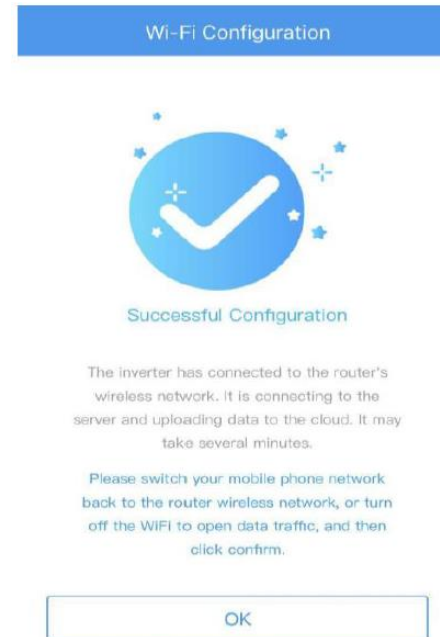 Wi-Fi Configuration
Successful Configuration
The inverter has connected to the router's
wireless network. It is connecting to the
server and uploading data to the cloud. It may
take several minutes.
Please switch your mobile phone network
back to the router wireless network, or turn
off the WiFi to open data traffic, and then
click confirm.
OK